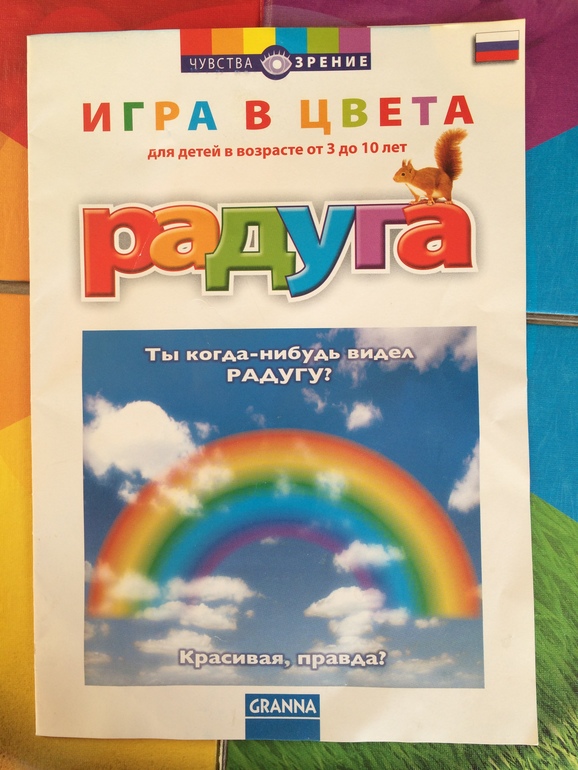 ЧУВСТВА ЗРЕНИЕ
ИГРА В ЦВЕТА
для детей в возрасте от 3 до 10 лет
радуга
Ты когда-нибудь видел
РАДУГУ?
Красивая, правда?
GRANNA